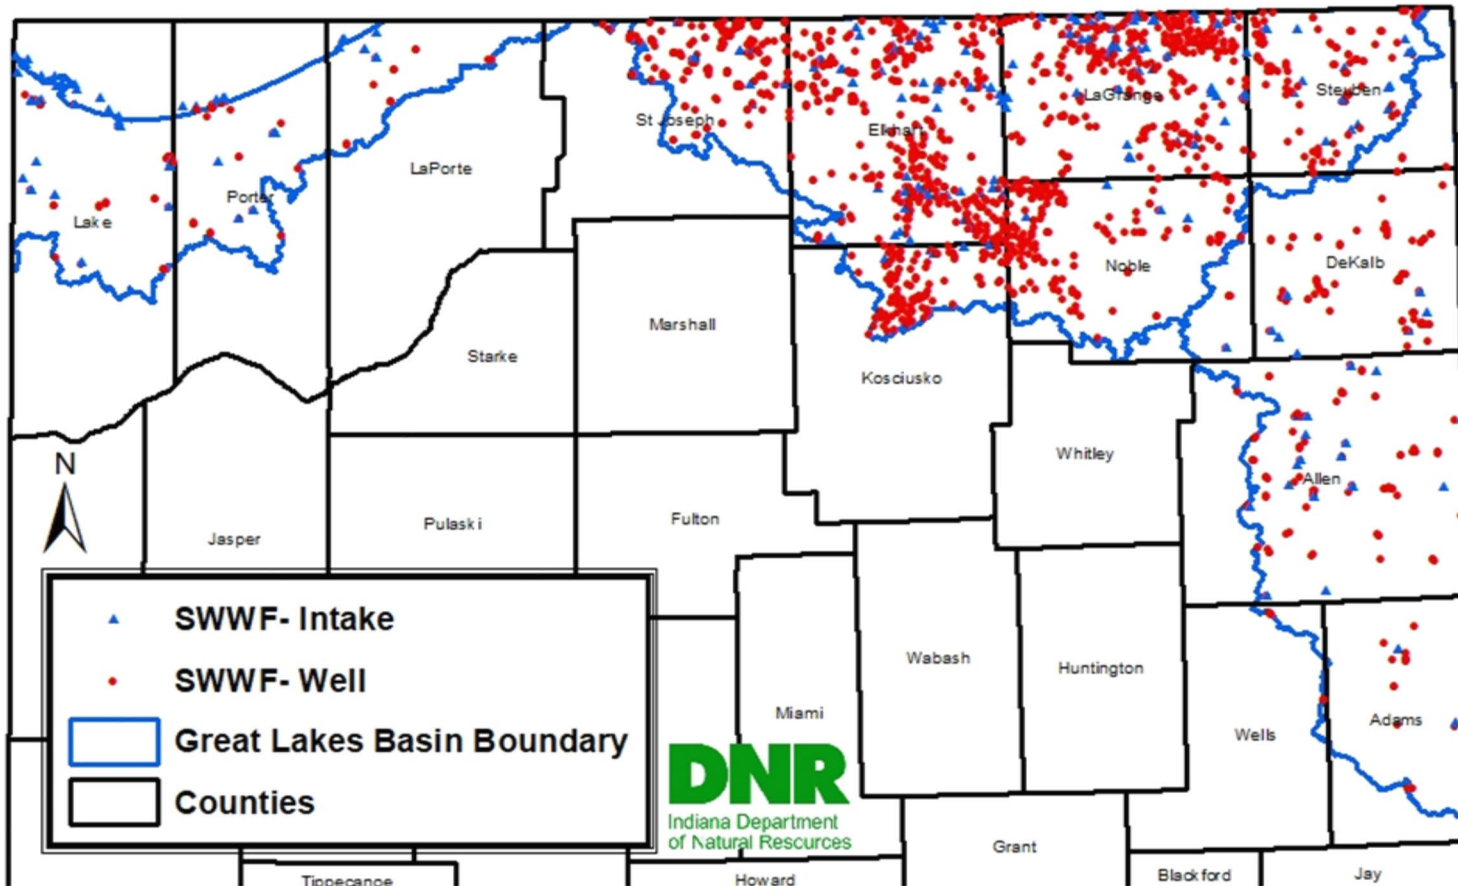 St Joseph
Elkhart
LaGrange
Steuben
LaPorte
Porter
Lake
Noble
DeKalb
Marshall
Starke
Kosciusko
Whitley
Allen
N
Jasper
Pulaski
Fulton
SWWF- Intake
SWWF- Well
Great Lakes Basin Boundary
Counties
Wabash
Huntington
Miami
Wells
Adams
DNR
Indiana Department
of Natural Resources
Grant
Tippecanoe
Howard
Blackford
Jay